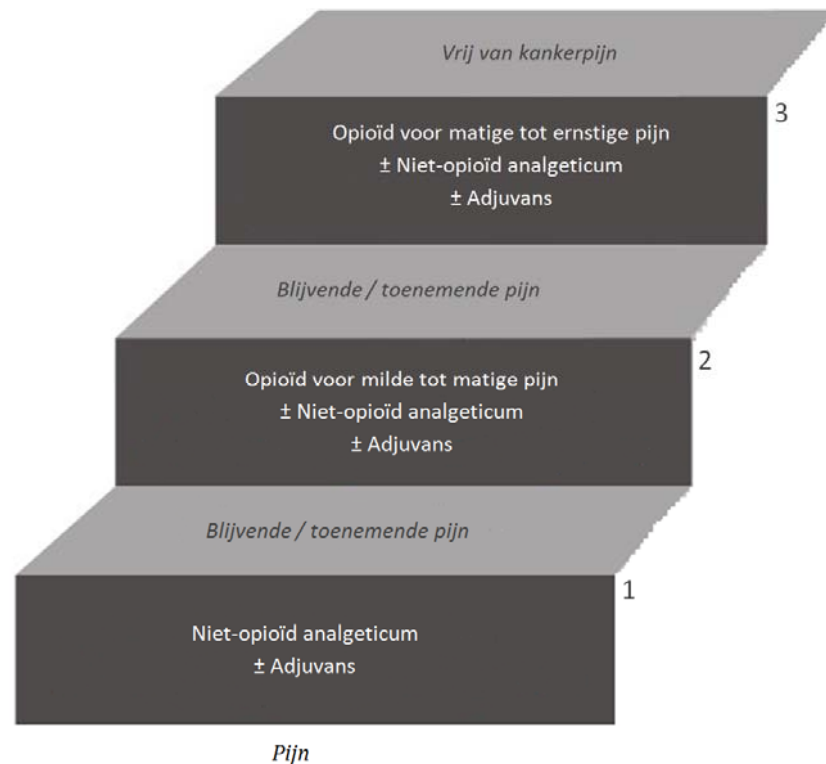 Vrij van kankerpijn
3
Opioïd voor matige tot ernstige pijn
± Niet-opioïd analgeticum
± Adjuvans
Blijvende / toenemende pijn
2
Opioïd voor milde tot matige pijn
± Niet-opioïd analgeticum
± Adjuvans
Blijvende / toenemende pijn
1
Niet-opioïd analgeticum
± Adjuvans
Pijn